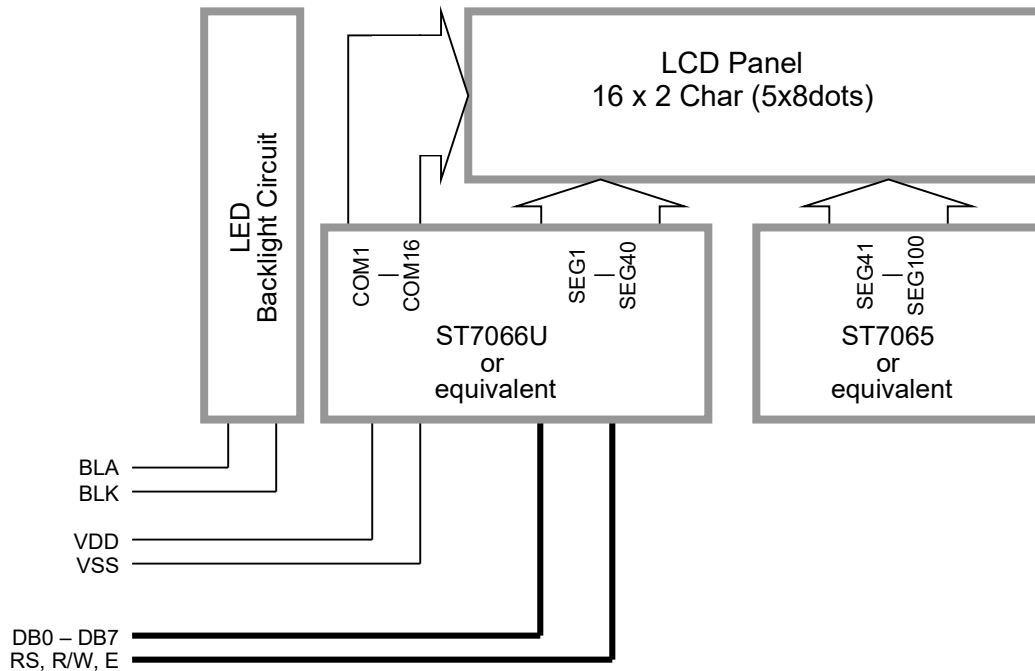 LCD Panel
16 x 2 Char (5x8dots)
LED
Backlight Circuit
COM1
COM16
SEG1
SEG40
ST7066U
or
equivalent
SEG41
SEG100
ST7065
or
equivalent
BLA
BLK
VDD
VSS
DB0 – DB7
RS, R/W, E